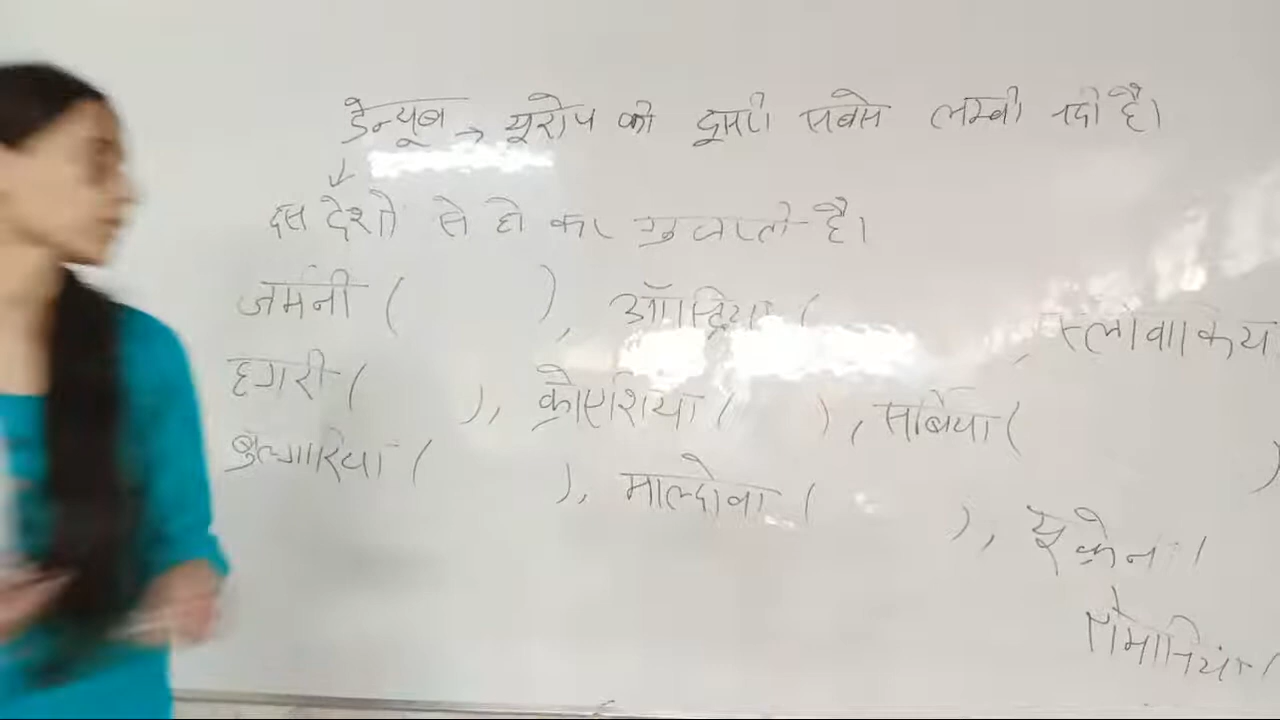 डेन्यूब → यूरोप की दूसरी सबसे लम्बी नदी है।
↓
दस देशो से हो कर गुजरती है।
जर्मनी ( ), ऑस्ट्रिया ( , स्लोवाकिया
हंगरी ( ), क्रोएशिया ( ), सर्बिया ( )
बुल्गारिया ( ), माल्दोवा ( ), यूक्रेन (
रोमानिया (